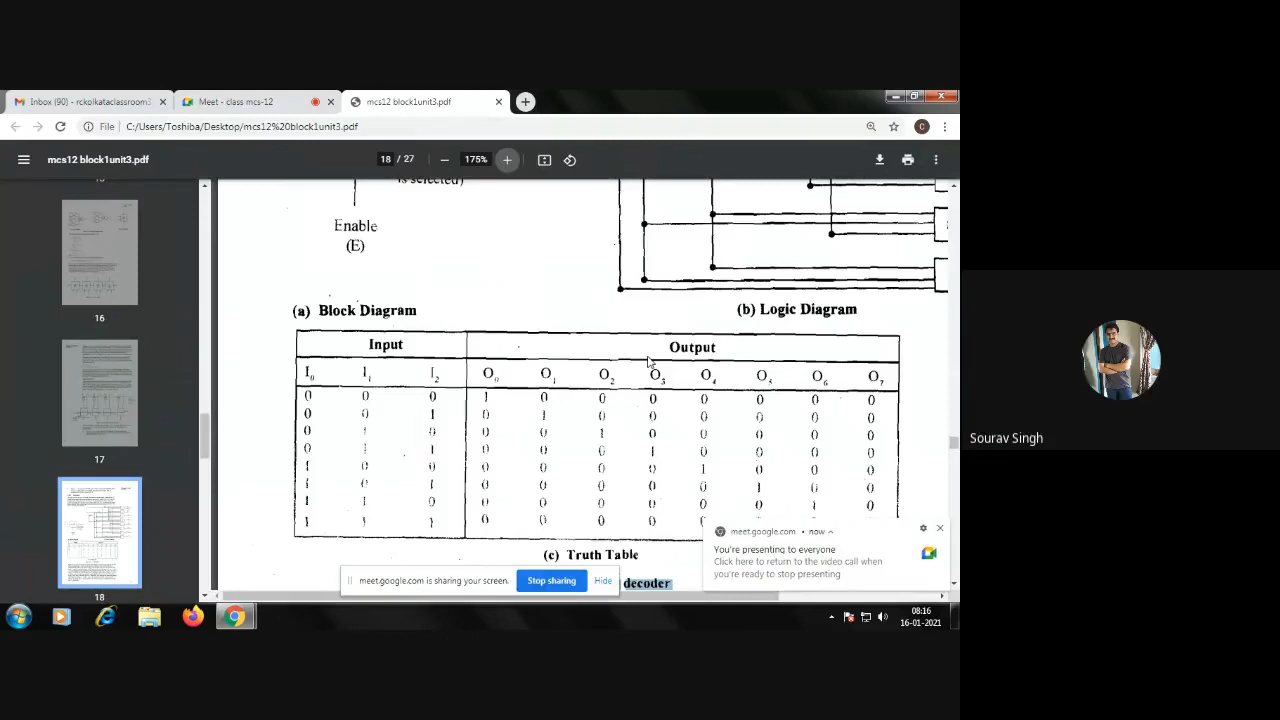 Inbox (90) - rckolkataclassroom3
Meet - class mcs-12
mcs12 block1unit3.pdf
File | C:/Users/Toshiba/Desktop/mcs12%20block1unit3.pdf
C
mcs12 block1unit3.pdf
18 / 27
175%
is selected)
Enable
(E)
(a) Block Diagram
(b) Logic Diagram
Input Output
I0 I1 I2 O0 O1 O2 O3 O4 O5 O6 O7
0 0 0 1 0 0 0 0 0 0 0
0 0 1 0 1 0 0 0 0 0 0
0 1 0 0 0 1 0 0 0 0 0
0 1 1 0 0 0 1 0 0 0 0
1 0 0 0 0 0 0 1 0 0 0
1 0 1 0 0 0 0 0 1 0 0
1 1 0 0 0 0 0 0 0 1 0
1 1 1 0 0 0 0
(c) Truth Table
decoder
16
17
18
meet.google.com • now
You're presenting to everyone
Click here to return to the video call when
you're ready to stop presenting
meet.google.com is sharing your screen.
Stop sharing
Hide
08:16
16-01-2021
Sourav Singh